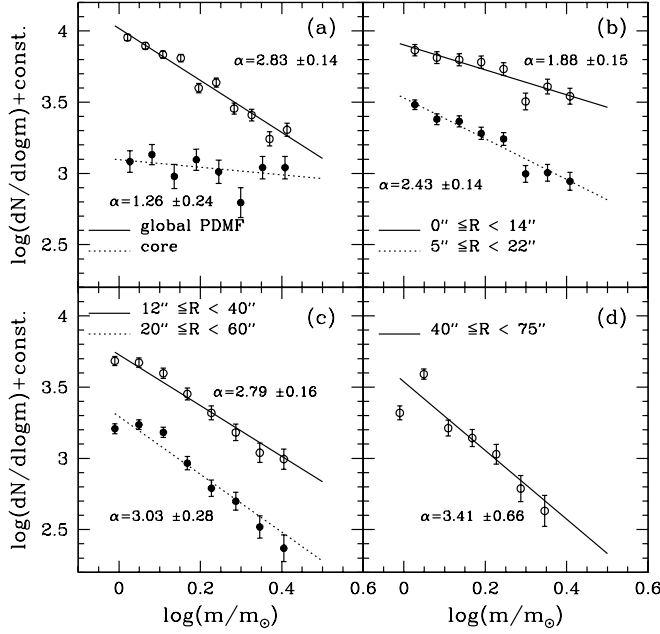 (a)
α=2.83 ±0.14
α=1.26 ±0.24
global PDMF
core
(b)
α=1.88 ±0.15
α=2.43 ±0.14
0'' ≦R < 14''
5'' ≦R < 22''
4
3.5
3
2.5
log(dN/dlogm)+const.
12'' ≦R < 40''
20'' ≦R < 60''
(c)
α=2.79 ±0.16
α=3.03 ±0.28
40'' ≦R < 75''
(d)
α=3.41 ±0.66
4
3.5
3
2.5
log(dN/dlogm)+const.
0 0.2 0.4 0.6
0 0.2 0.4 0.6
log(m/m⊙)
log(m/m⊙)